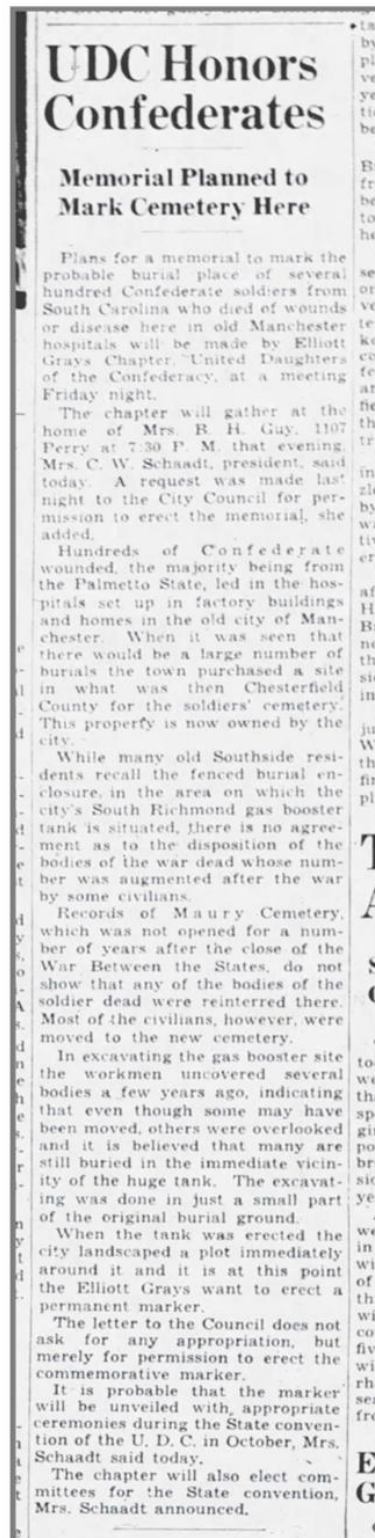 UDC Honors
Confederates
Memorial Planned to
Mark Cemetery Here
Plans for a memorial to mark the
probable burial place of several
hundred Confederate soldiers from
South Carolina who died of wounds
or disease here in old Manchester
hospitals will be made by Elliott
Grays Chapter, United Daughters
of the Confederacy, at a meeting
Friday night.
The chapter will gather at the
home of Mrs. B. H. Guy, 1107
Perry at 7:30 P. M. that evening.
Mrs. C. W. Schaadt, president, said
today. A request was made last
night to the City Council for per-
mission to erect the memorial, she
added.
Hundreds of Confederate
wounded, the majority being from
the Palmetto State, led in the hos-
pitals set up in factory buildings
and homes in the old city of Man-
chester. When it was seen that
there would be a large number of
burials the town purchased a site
in what was then Chesterfield
County for the soldiers' cemetery.
This property is now owned by the
city.
While many old Southside resi-
dents recall the fenced burial en-
closure, in the area on which the
city's South Richmond gas booster
tank is situated, there is no agree-
ment as to the disposition of the
bodies of the war dead whose num-
ber was augmented after the war
by some civilians.
Records of Maury Cemetery,
which was not opened for a num-
ber of years after the close of the
War Between the States, do not
show that any of the bodies of the
soldier dead were reinterred there.
Most of the civilians, however, were
moved to the new cemetery.
In excavating the gas booster site
the workmen uncovered several
bodies a few years ago, indicating
that even though some may have
been moved, others were overlooked
and it is believed that many are
still buried in the immediate vicin-
ity of the huge tank. The excavat-
ing was done in just a small part
of the original burial ground.
When the tank was erected the
city landscaped a plot immediately
around it and it is at this point
the Elliott Grays want to erect a
permanent marker.
The letter to the Council does not
ask for any appropriation, but
merely for permission to erect the
commemorative marker.
It is probable that the marker
will be unveiled with appropriate
ceremonies during the State conven-
tion of the U. D. C. in October, Mrs.
Schaadt said today.
The chapter will also elect com-
mittees for the State convention,
Mrs. Schaadt announced.